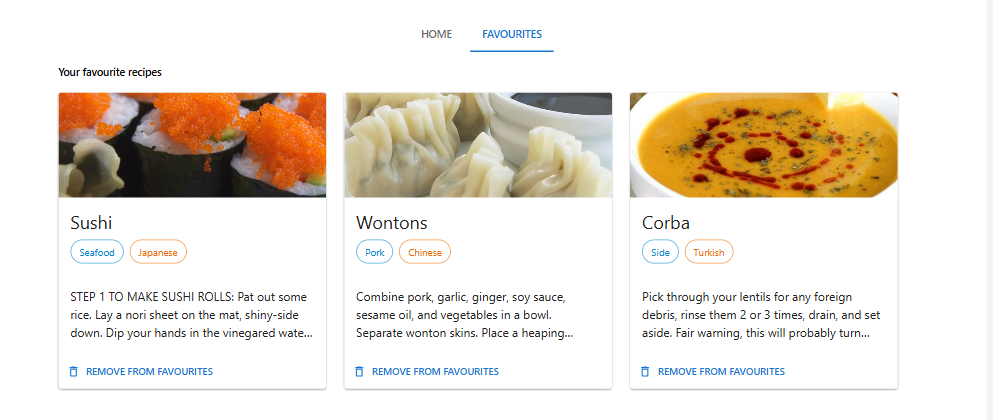 HOME FAVOURITES
Your favourite recipes
Sushi
Seafood Japanese
STEP 1 TO MAKE SUSHI ROLLS: Pat out some
rice. Lay a nori sheet on the mat, shiny-side
down. Dip your hands in the vinegared wate...
REMOVE FROM FAVOURITES
Wontons
Pork Chinese
Combine pork, garlic, ginger, soy sauce,
sesame oil, and vegetables in a bowl.
Separate wonton skins. Place a heaping...
REMOVE FROM FAVOURITES
Corba
Side Turkish
Pick through your lentils for any foreign
debris, rinse them 2 or 3 times, drain, and set
aside. Fair warning, this will probably turn...
REMOVE FROM FAVOURITES